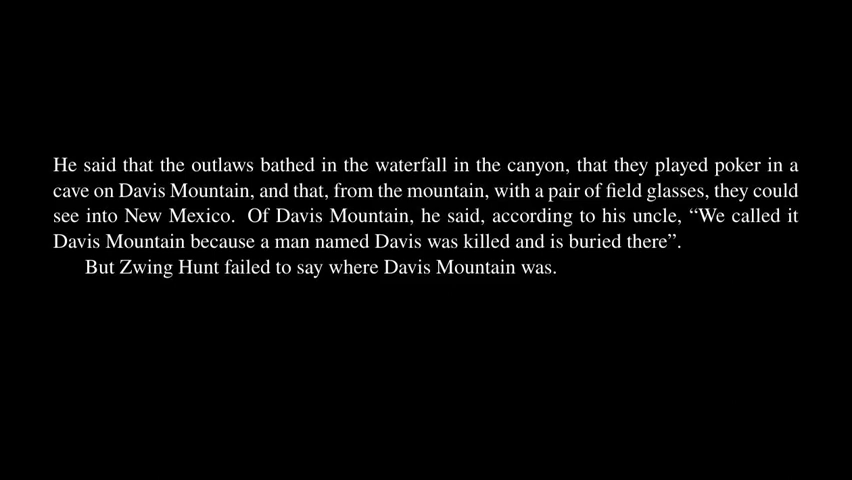 He said that the outlaws bathed in the waterfall in the canyon, that they played poker in a
cave on Davis Mountain, and that, from the mountain, with a pair of field glasses, they could
see into New Mexico. Of Davis Mountain, he said, according to his uncle, “We called it
Davis Mountain because a man named Davis was killed and is buried there”.
But Zwing Hunt failed to say where Davis Mountain was.